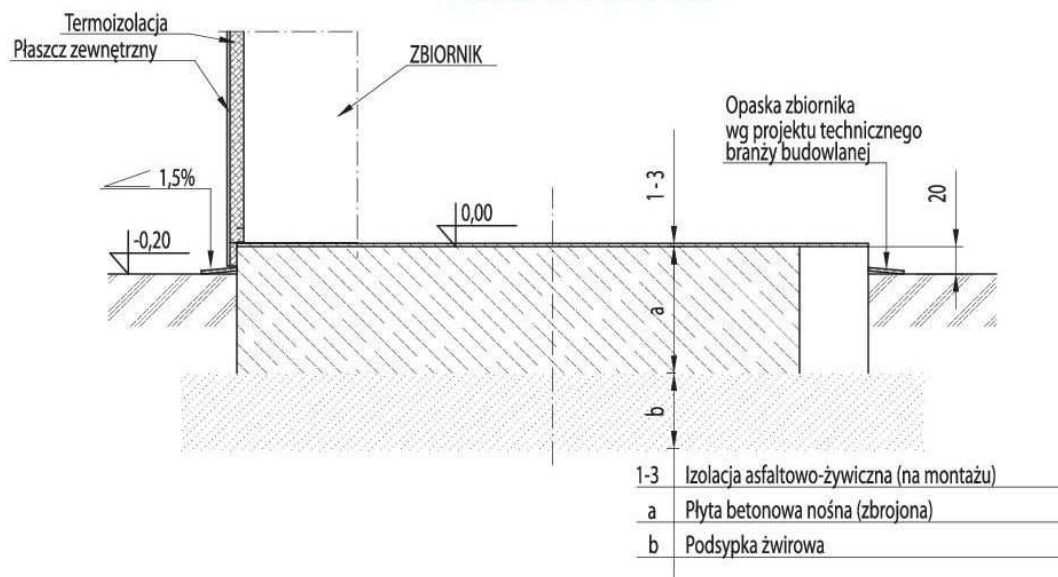 Termoizolacja
Płaszcz zewnętrzny
ZBIORNIK
Opaska zbiornika
wg projektu technicznego
branży budowlanej
1,5%
1-3
20
0,00
-0,20
a
b
1-3 Izolacja asfaltowo-żywiczna (na montażu)
a Płyta betonowa nośna (zbrojona)
b Podsypka żwirowa